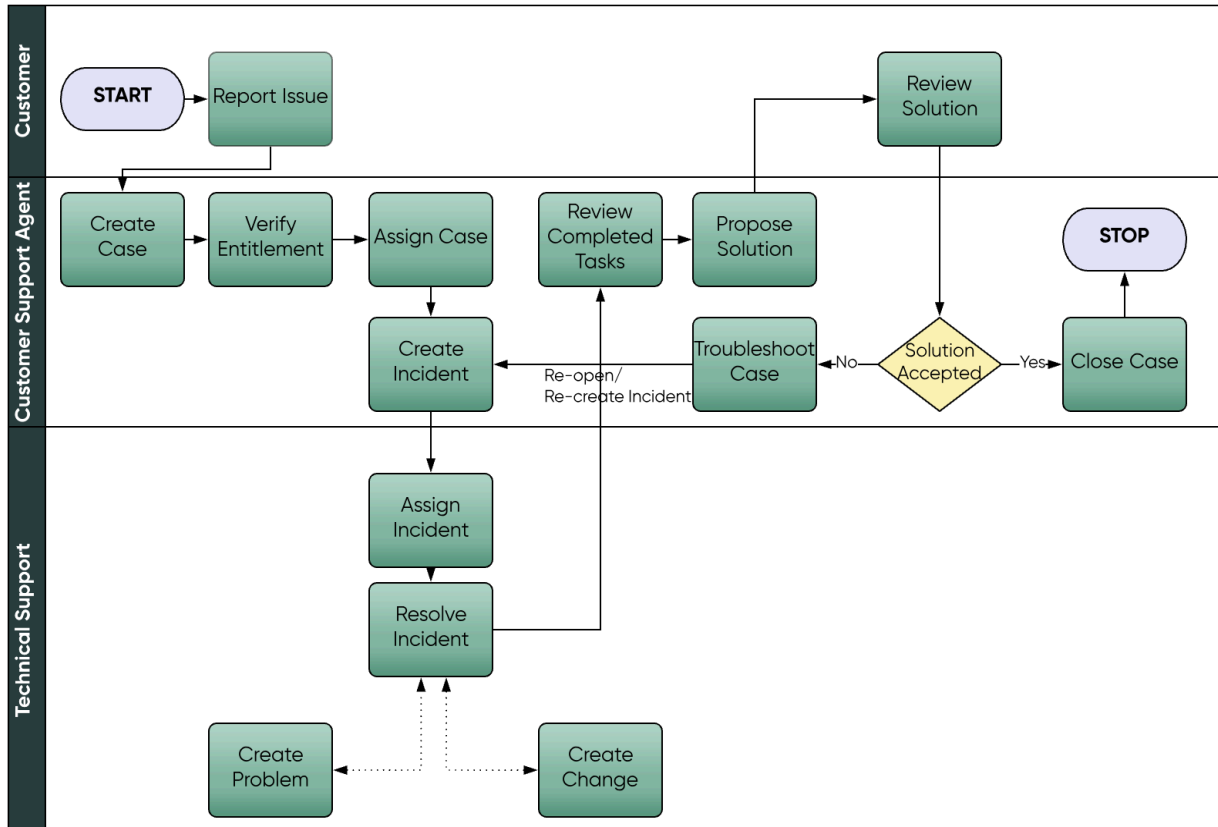 Customer
START
Report Issue
Review
Solution
Customer Support Agent
Create
Case
Verify
Entitlement
Assign Case
Review
Completed
Tasks
Propose
Solution
STOP
Create
Incident
Re-open/
Re-create Incident
Troubleshoot
Case
No
Solution
Accepted
Yes
Close Case
Technical Support
Assign
Incident
Resolve
Incident
Create
Problem
Create
Change